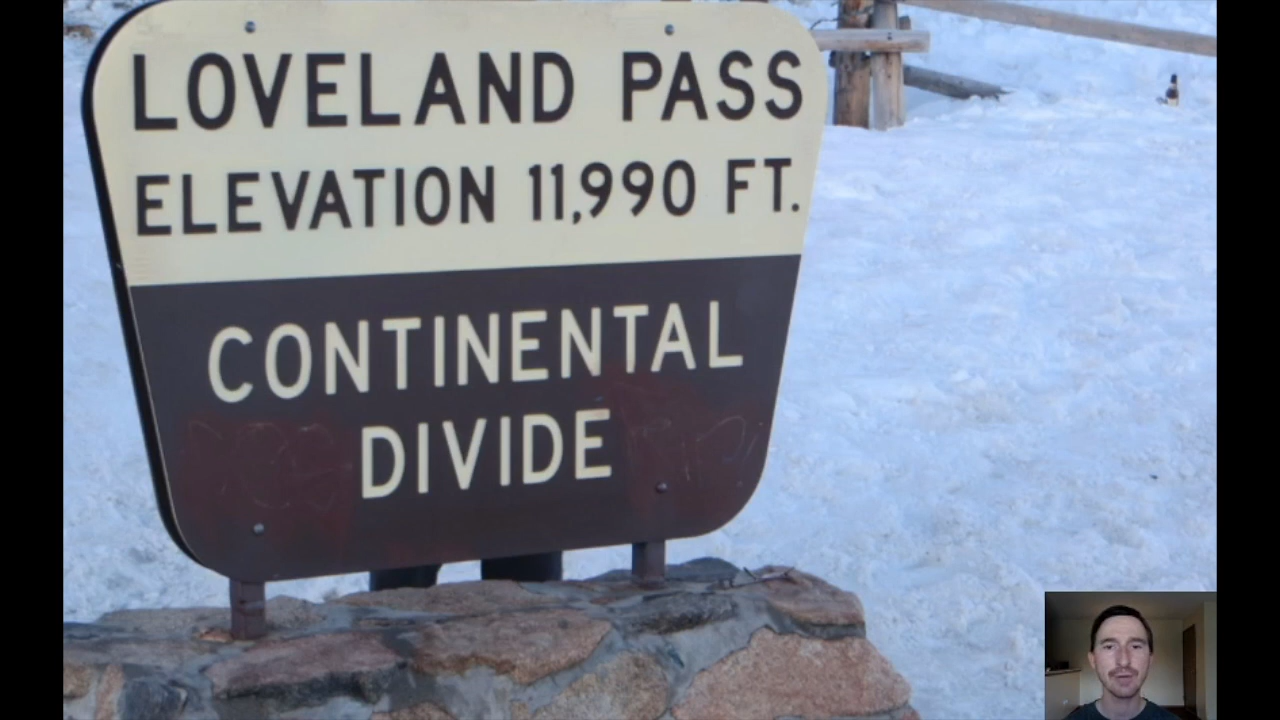 LOVELAND PASS
ELEVATION 11,990 FT.
CONTINENTAL
DIVIDE